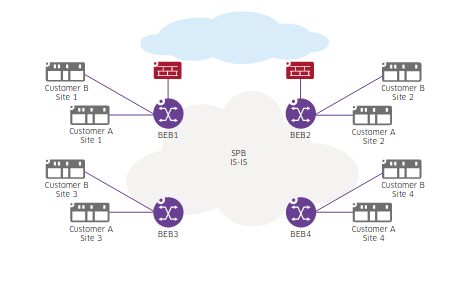 Customer B
Site 1
Customer A
Site 1
BEB1
BEB2
Customer B
Site 2
Customer A
Site 2
SPB
IS-IS
Customer B
Site 3
Customer A
Site 3
BEB3
BEB4
Customer B
Site 4
Customer A
Site 4